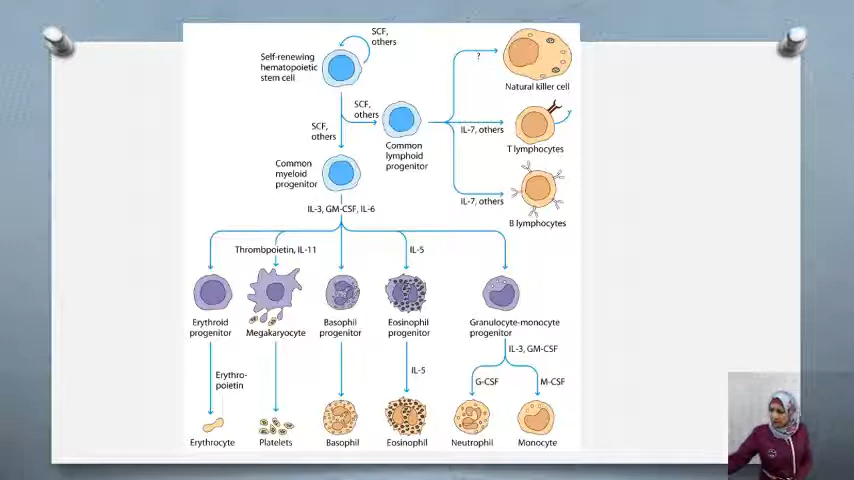 SCF,
others
Self-renewing
hematopoietic
stem cell
?
Natural killer cell
SCF,
others
SCF,
others
IL-7, others
Common
lymphoid
progenitor
T lymphocytes
Common
myeloid
progenitor
IL-7, others
IL-3, GM-CSF, IL-6
B lymphocytes
Thrombpoietin, IL-11
IL-5
Erythroid
progenitor
Megakaryocyte
Basophil
progenitor
Eosinophil
progenitor
Granulocyte-monocyte
progenitor
IL-3, GM-CSF
Erythro-
poietin
IL-5
G-CSF
M-CSF
Erythrocyte
Platelets
Basophil
Eosinophil
Neutrophil
Monocyte